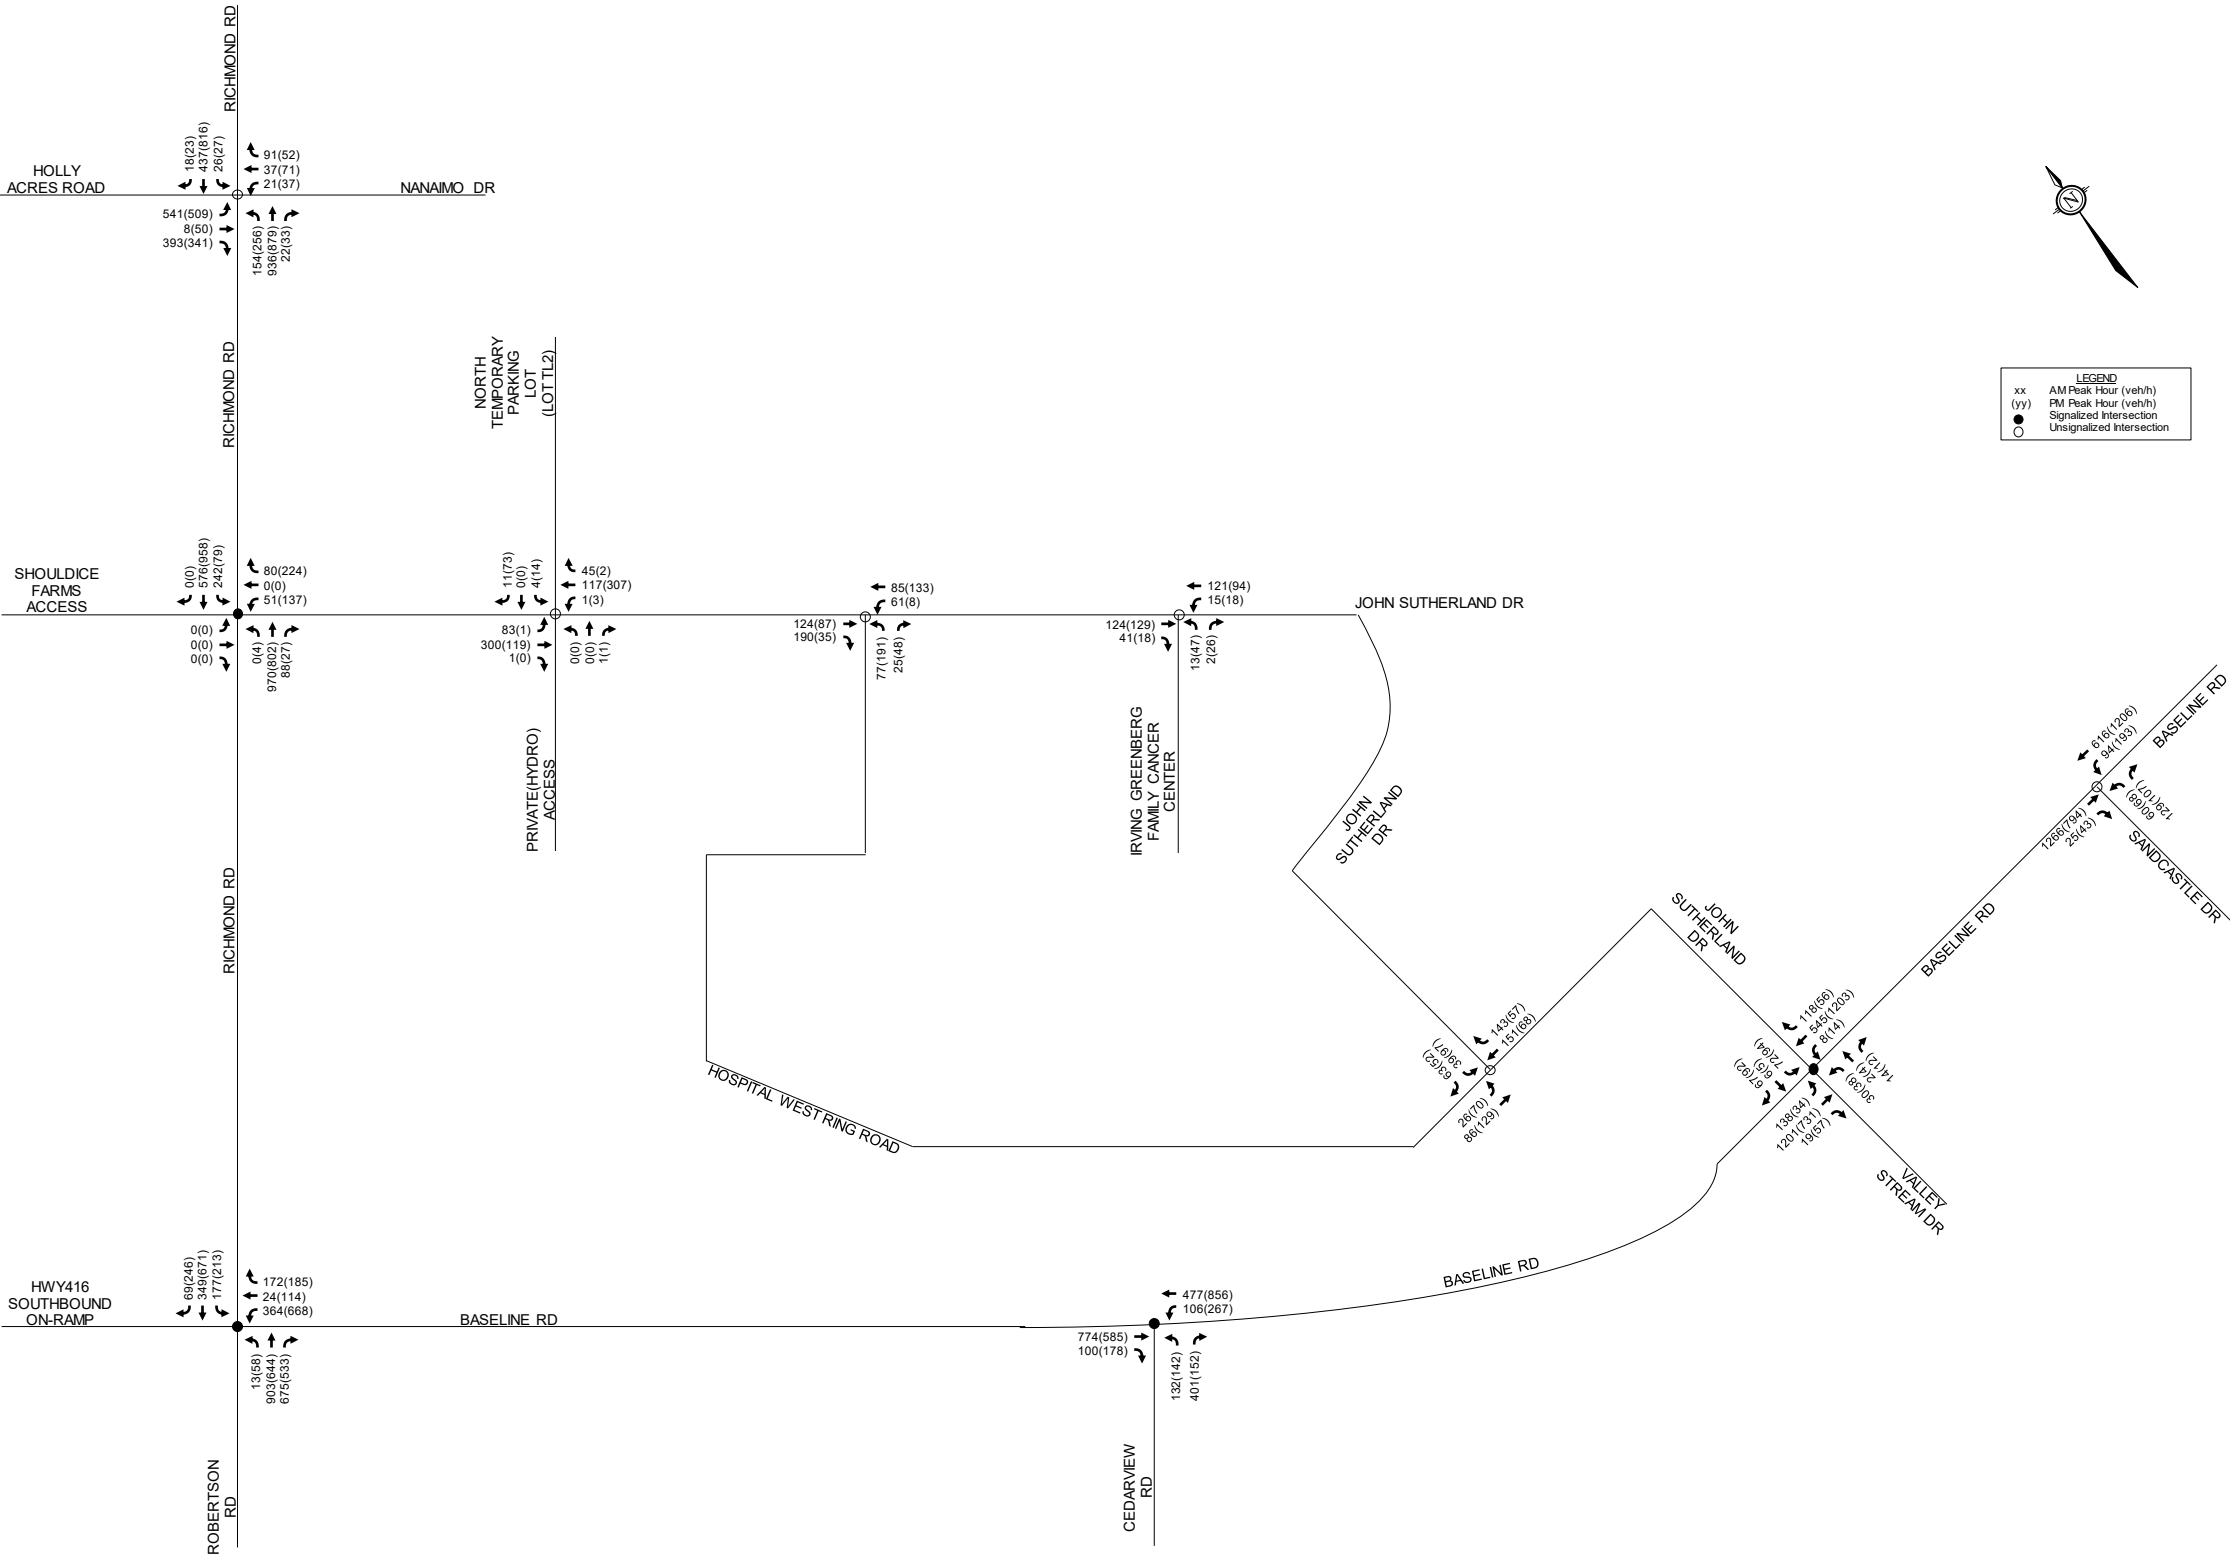 RICHMOND RD
18(23)
437(816)
26(27)
91(52)
37(71)
21(37)
HOLLY
ACRES ROAD
NANAIMO DR
541(509)
8(50)
393(341)
154(256)
936(879)
22(33)
N
RICHMOND RD
NORTH
TEMPORARY
PARKING
LOT
(LOT TL2)
LEGEND
xx AM Peak Hour (veh/h)
(yy) PM Peak Hour (veh/h)
Signalized Intersection
Unsignalized Intersection
SHOULDICE
FARMS
ACCESS
0(0)
576(958)
242(79)
80(224)
0(0)
51(137)
0(0)
0(0)
0(0)
0(4)
970(802)
88(27)
11(73)
0(0)
4(14)
45(2)
117(307)
1(3)
83(1)
300(119)
1(0)
0(0)
0(0)
1(1)
85(133)
61(8)
124(87)
190(35)
77(191)
25(48)
121(94)
15(18)
124(129)
41(18)
13(47)
2(26)
JOHN SUTHERLAND DR
PRIVATE(HYDRO)
ACCESS
IRVING GREENBERG
FAMILY CANCER
CENTER
JOHN
SUTHERLAND
DR
BASELINE RD
616(1206)
94(193)
129(107)
60(68)
1266(794)
25(43)
SANDCASTLE DR
RICHMOND RD
JOHN
SUTHERLAND
DR
BASELINE RD
143(57)
151(68)
39(97)
63(52)
26(70)
86(129)
118(56)
545(1203)
8(14)
72(94)
6(5)
67(92)
14(12)
2(4)
30(38)
138(34)
1201(731)
19(57)
VALLEY
STREAM DR
HOSPITAL WEST RING ROAD
HWY416
SOUTHBOUND
ON-RAMP
69(246)
349(671)
177(213)
172(185)
24(114)
364(668)
13(58)
903(644)
675(533)
BASELINE RD
BASELINE RD
477(856)
106(267)
774(585)
100(178)
132(142)
401(152)
ROBERTSON
RD
CEDARVIEW
RD